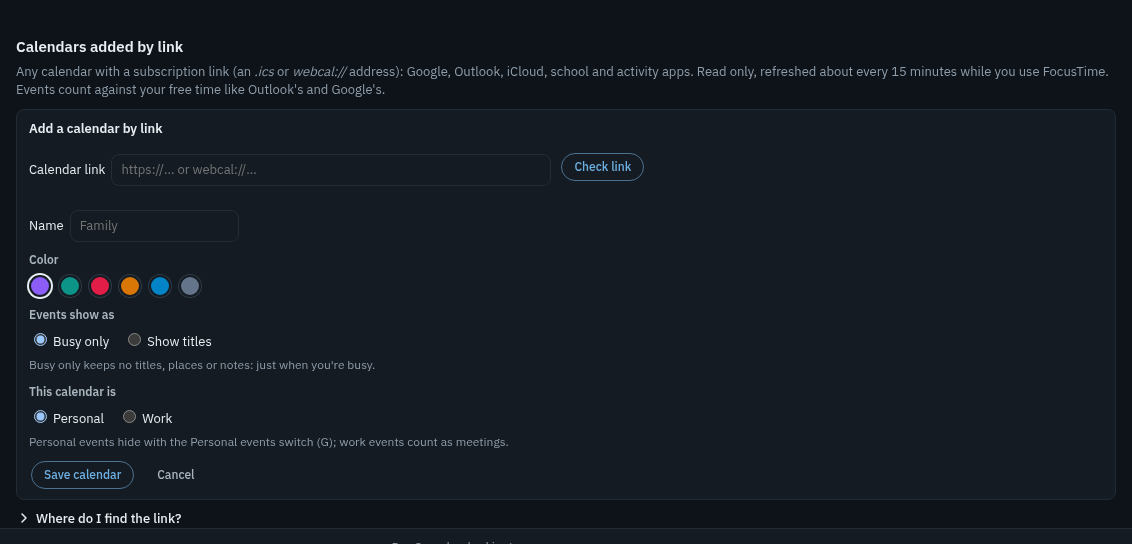 Calendars added by link
Any calendar with a subscription link (an .ics or webcal:// address): Google, Outlook, iCloud, school and activity apps. Read only, refreshed about every 15 minutes while you use FocusTime.
Events count against your free time like Outlook's and Google's.
Add a calendar by link
Calendar link https://... or webcal://... Check link
Name Family
Color
Events show as
Busy only Show titles
Busy only keeps no titles, places or notes: just when you're busy.
This calendar is
Personal Work
Personal events hide with the Personal events switch (G); work events count as meetings.
Save calendar Cancel
Where do I find the link?